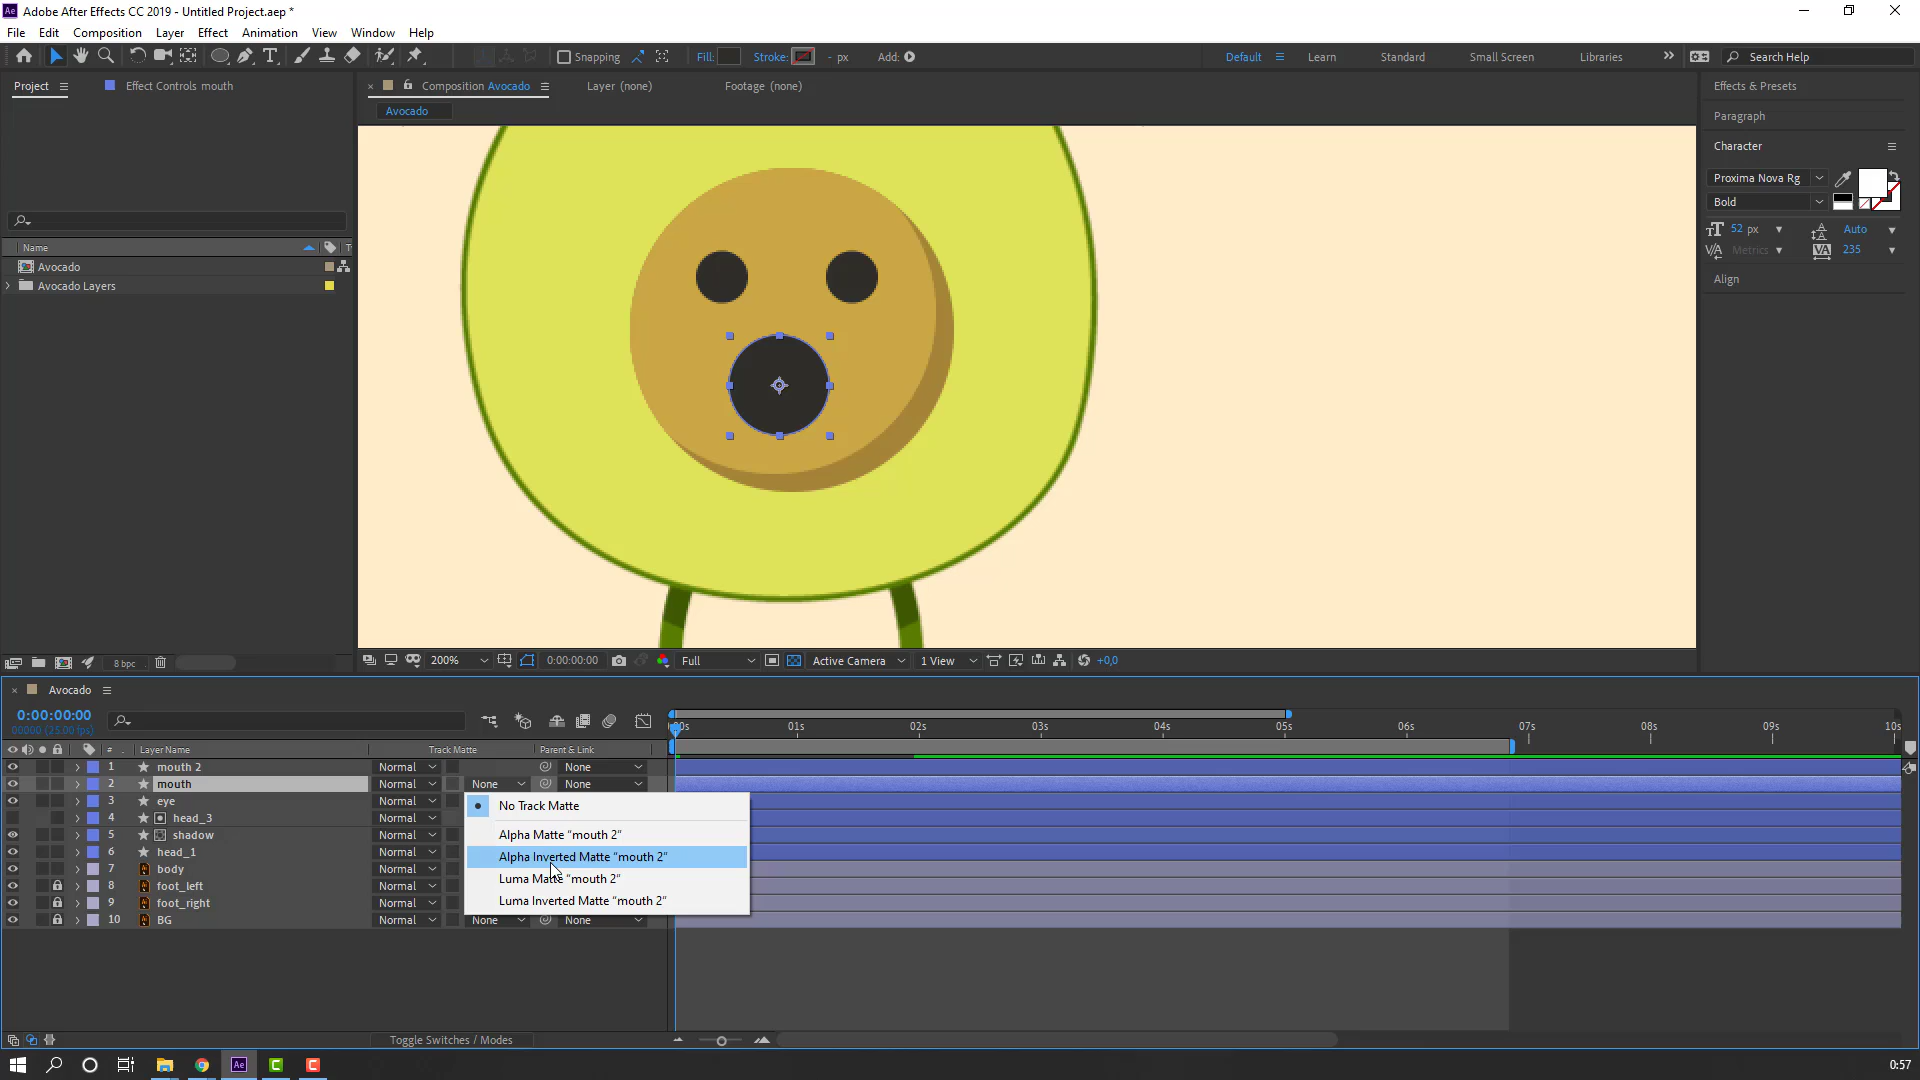 Adobe After Effects CC 2019 - Untitled Project.aep *
File Edit Composition Layer Effect Animation View Window Help
Snapping Fill: Stroke: - px Add: Default Learn Standard Small Screen Libraries Search Help
Project Effect Controls mouth Composition Avocado Layer (none) Footage (none) Effects & Presets
Avocado
Paragraph
Character
Proxima Nova Rg
Bold
52 px Auto
Metrics 235
Align
Name T
Avocado
Avocado Layers
8 bpc 200% 0:00:00:00 Full Active Camera 1 View +0,0
Avocado
0:00:00:00
00000 (25.00 fps)
:00s 01s 02s 03s 04s 05s 06s 07s 08s 09s 10s
# . Layer Name Track Matte Parent & Link
1 mouth 2 Normal None
2 mouth Normal None None
3 eye Normal
4 head_3 Normal
5 shadow Normal
6 head_1 Normal
7 body Normal
8 foot_left Normal
9 foot_right Normal
10 BG Normal None None
No Track Matte
Alpha Matte "mouth 2"
Alpha Inverted Matte "mouth 2"
Luma Matte "mouth 2"
Luma Inverted Matte "mouth 2"
Toggle Switches / Modes
Ae 0:57